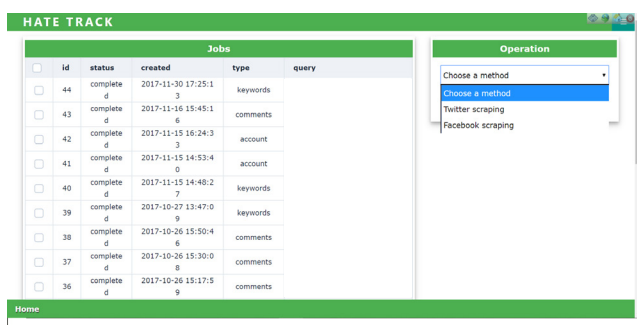 HATE TRACK
Jobs
id status created type query
44 complete 2017-11-30 17:25:1 keywords
d 3
43 complete 2017-11-16 15:45:1 comments
d 6
42 complete 2017-11-15 16:24:3 account
d 3
41 complete 2017-11-15 14:53:4 account
d 0
40 complete 2017-11-15 14:48:2 keywords
d 7
39 complete 2017-10-27 13:47:0 keywords
d 9
38 complete 2017-10-26 15:50:4 comments
d 6
37 complete 2017-10-26 15:30:0 comments
d 8
36 complete 2017-10-26 15:17:5 comments
d 9
Operation
Choose a method
Choose a method
Twitter scraping
Facebook scraping
Home